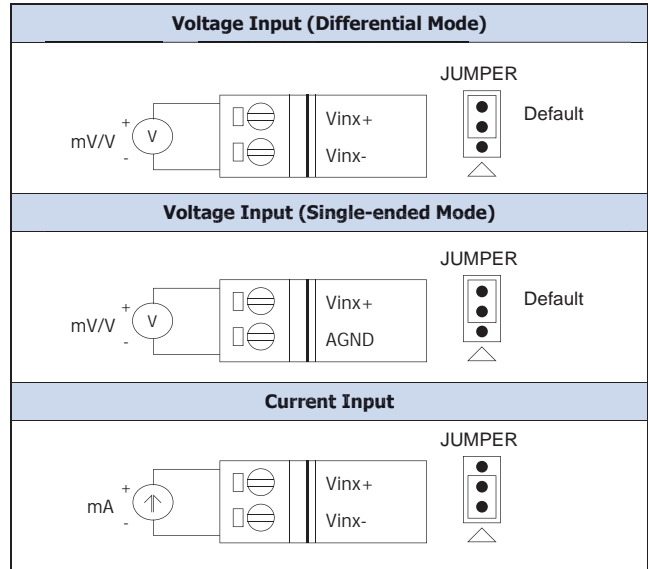 Voltage Input (Differential Mode)
JUMPER
+
mV/V
V
-
Vinx+
Vinx-
Default
Voltage Input (Single-ended Mode)
JUMPER
+
mV/V
V
-
Vinx+
AGND
Default
Current Input
JUMPER
+
mA
-
Vinx+
Vinx-